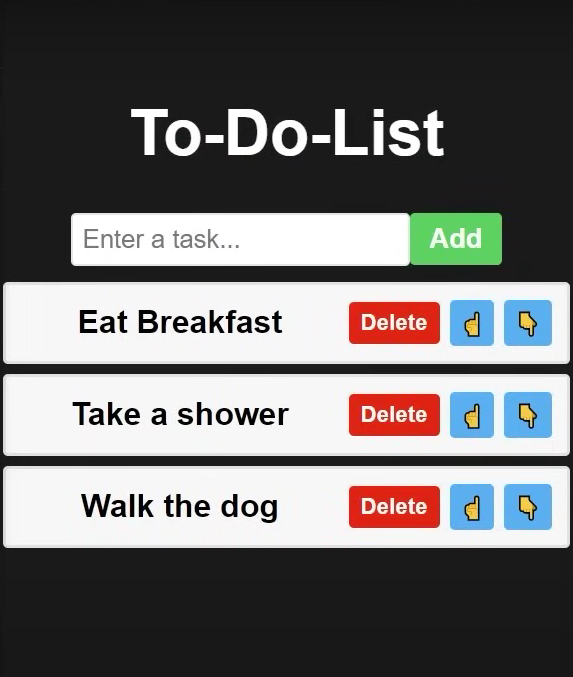 To-Do-List
Enter a task... Add
Eat Breakfast Delete ☝ 👇
Take a shower Delete ☝ 👇
Walk the dog Delete ☝ 👇